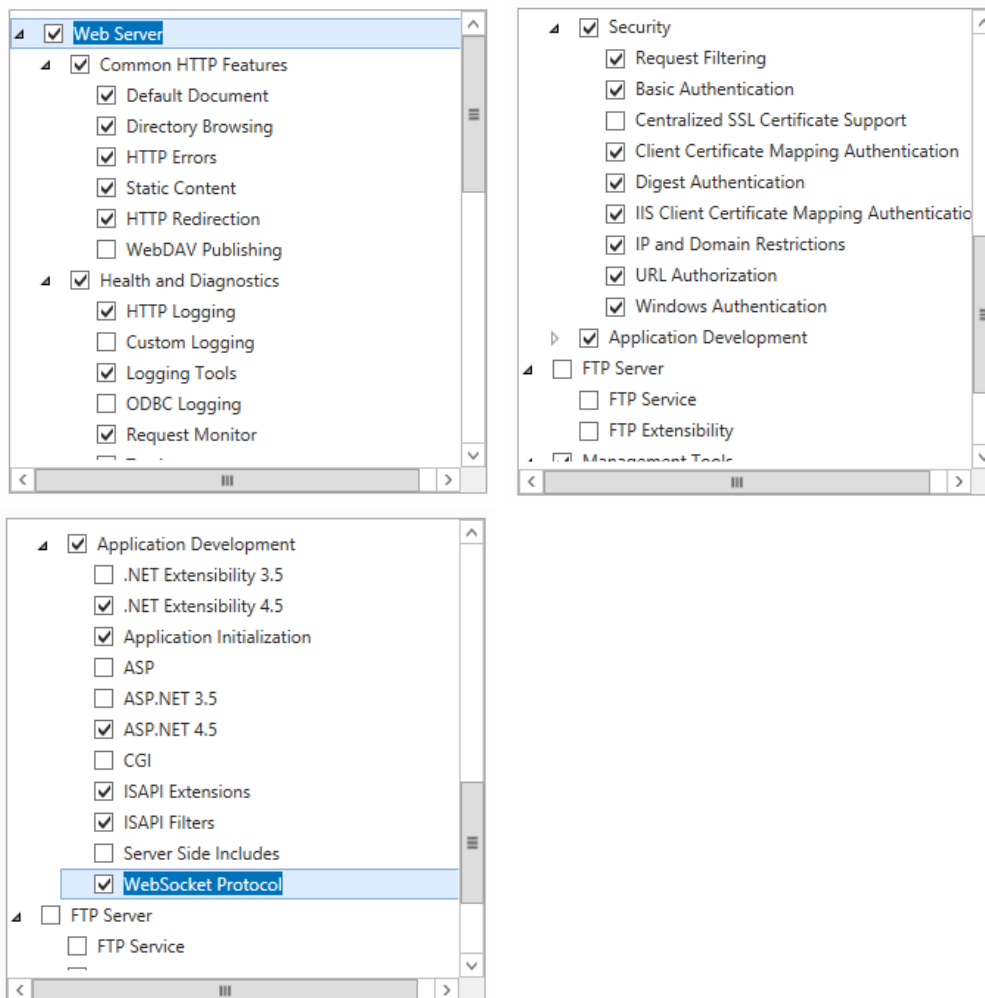 Web Server
Common HTTP Features
Default Document
Directory Browsing
HTTP Errors
Static Content
HTTP Redirection
WebDAV Publishing
Health and Diagnostics
HTTP Logging
Custom Logging
Logging Tools
ODBC Logging
Request Monitor
Security
Request Filtering
Basic Authentication
Centralized SSL Certificate Support
Client Certificate Mapping Authentication
Digest Authentication
IIS Client Certificate Mapping Authenticatio
IP and Domain Restrictions
URL Authorization
Windows Authentication
Application Development
FTP Server
FTP Service
FTP Extensibility
Management Tools
Application Development
.NET Extensibility 3.5
.NET Extensibility 4.5
Application Initialization
ASP
ASP.NET 3.5
ASP.NET 4.5
CGI
ISAPI Extensions
ISAPI Filters
Server Side Includes
WebSocket Protocol
FTP Server
FTP Service